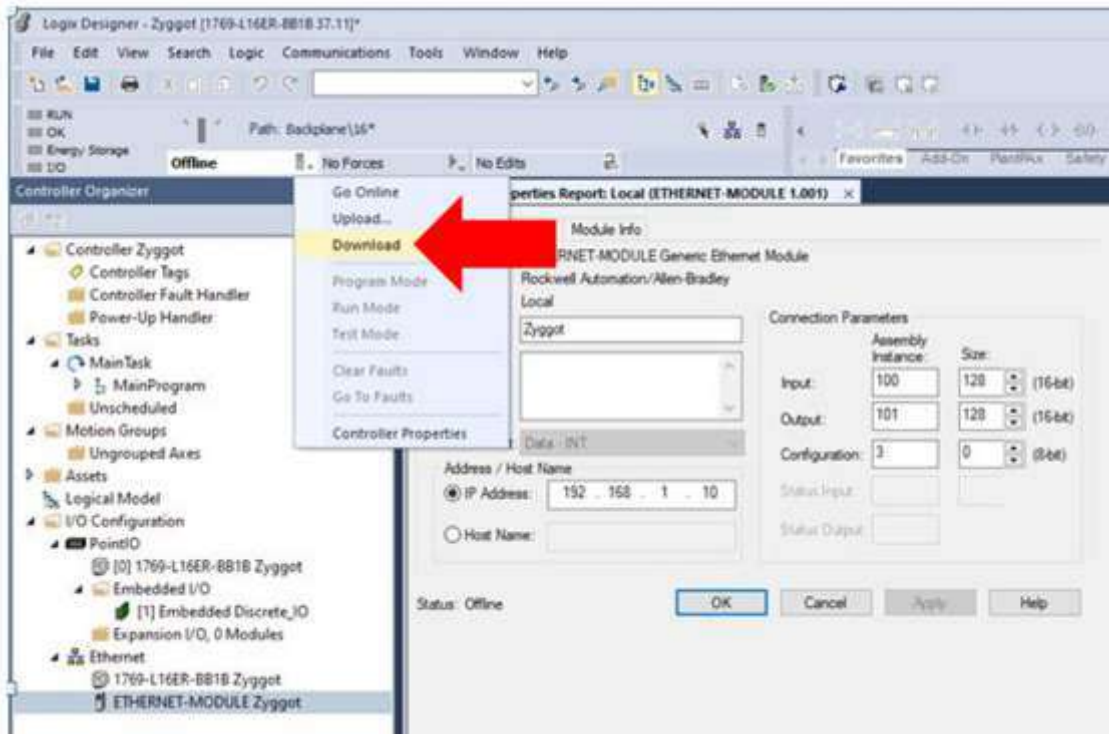 Logix Designer - Zyggot [1769-L16ER-BB1B 37.11]*
File Edit View Search Logic Communications Tools Window Help
RUN
OK
Energy Storage
I/O
Path: Backplane\16*
Offline No Forces No Edits
Favorites Add-On PlantPAx Safety
Controller Organizer
Go Online
Upload...
Download
Program Mode
Run Mode
Test Mode
Clear Faults
Go To Faults
Controller Properties
Controller Zyggot
Controller Tags
Controller Fault Handler
Power-Up Handler
Tasks
MainTask
MainProgram
Unscheduled
Motion Groups
Ungrouped Axes
Assets
Logical Model
I/O Configuration
PointIO
[0] 1769-L16ER-BB1B Zyggot
Embedded I/O
[1] Embedded Discrete_IO
Expansion I/O, 0 Modules
Ethernet
1769-L16ER-BB1B Zyggot
ETHERNET-MODULE Zyggot
perties Report: Local (ETHERNET-MODULE 1.001) ×
Module Info
RNET-MODULE Generic Ethernet Module
Rockwell Automation/Allen-Bradley
Local
Zyggot
Data - INT
Address / Host Name
IP Address: 192 . 168 . 1 . 10
Host Name:
Connection Parameters
Assembly Instance: Size:
Input: 100 128 (16-bit)
Output: 101 128 (16-bit)
Configuration: 3 0 (8-bit)
Status Input:
Status Output:
Status: Offline OK Cancel Apply Help